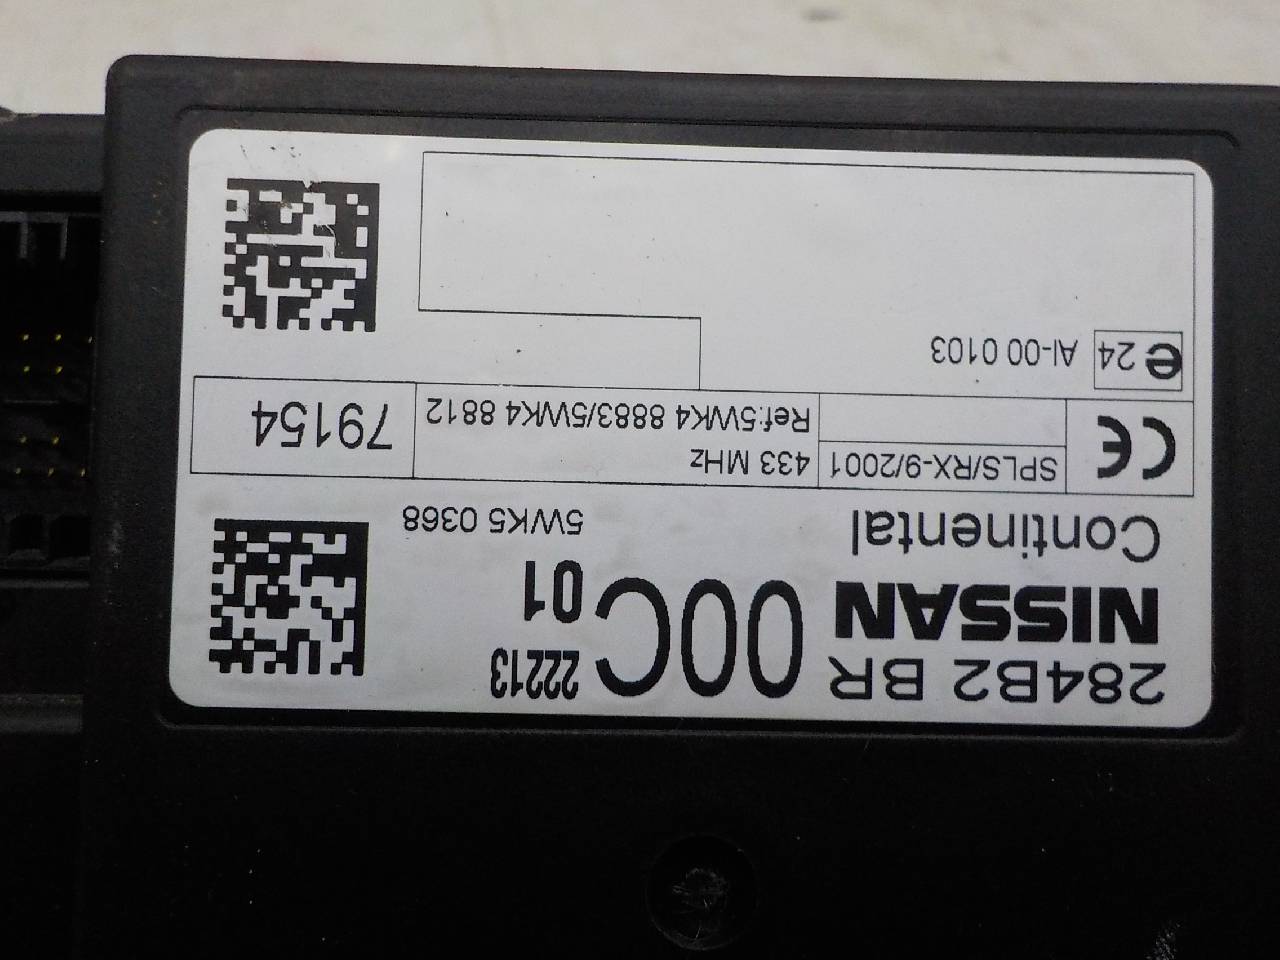 284B2 BR 00C 22213
NISSAN 01
Continental 5WK5 0368
CE SPLS/RX-9/2001 433 MHz 79154
Ref:5WK4 8883/5WK4 8812
e24 AI-00 0103